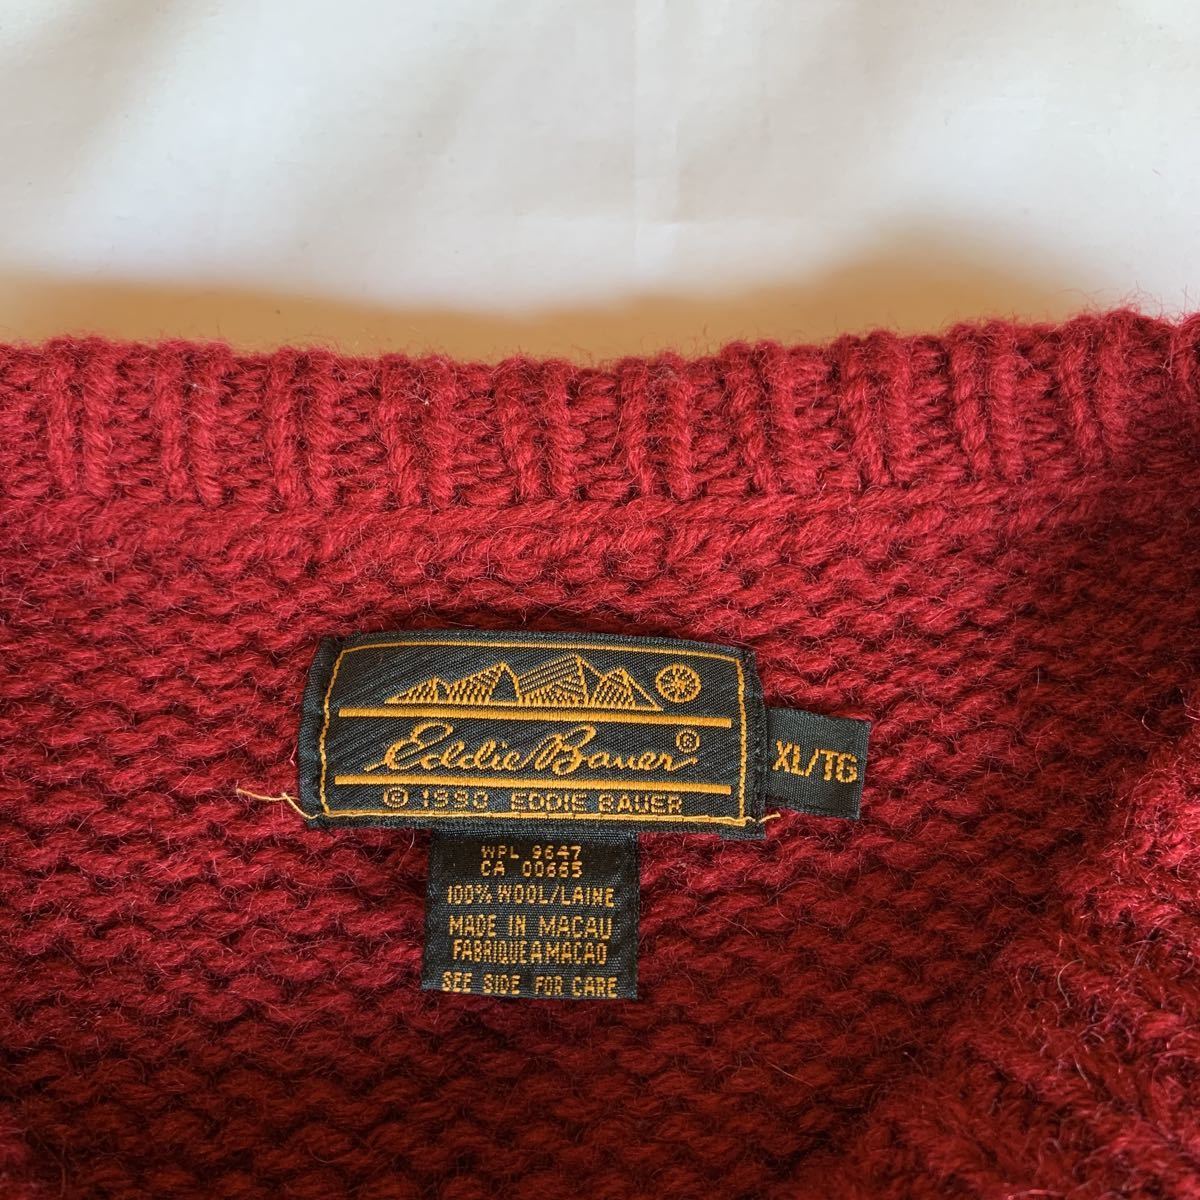 Eddie Bauer®
© 1990 EDDIE BAUER
XL/TG
WPL 9647
CA 00665
100% WOOL/LAINE
MADE IN MACAU
FABRIQUE A MACAO
SEE SIDE FOR CARE